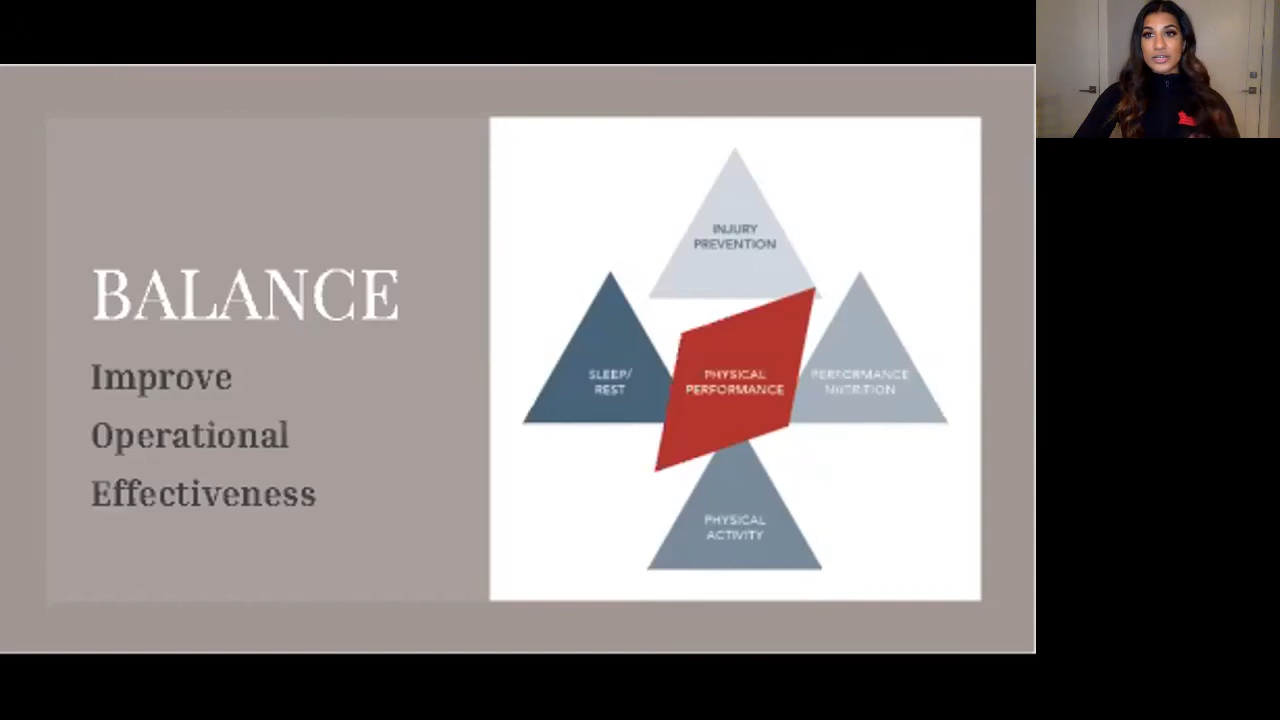 BALANCE
Improve
Operational
Effectiveness
INJURY
PREVENTION
SLEEP/
REST
PHYSICAL
PERFORMANCE
PERFORMANCE
NUTRITION
PHYSICAL
ACTIVITY